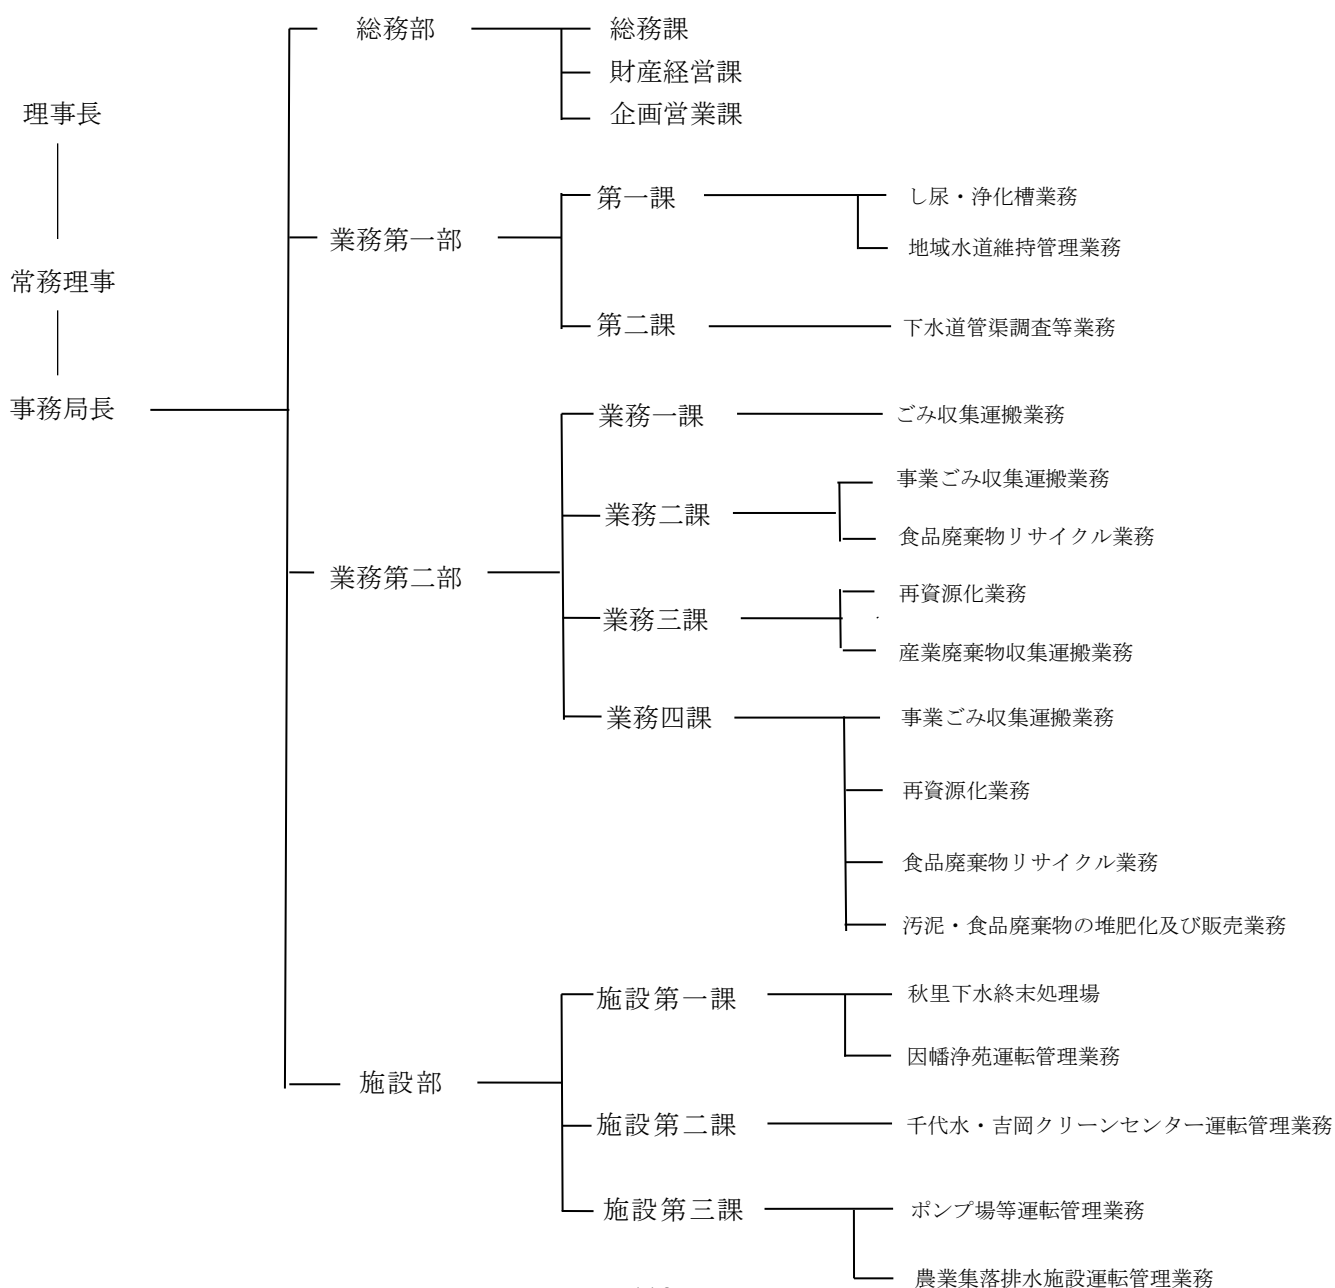 理事長
常務理事
事務局長
総務部
総務課
財産経営課
企画営業課
業務第一部
第一課
し尿・浄化槽業務
地域水道維持管理業務
第二課
下水道管渠調査等業務
業務第二部
業務一課
ごみ収集運搬業務
業務二課
事業ごみ収集運搬業務
食品廃棄物リサイクル業務
業務三課
再資源化業務
産業廃棄物収集運搬業務
業務四課
事業ごみ収集運搬業務
再資源化業務
食品廃棄物リサイクル業務
汚泥・食品廃棄物の堆肥化及び販売業務
施設部
施設第一課
秋里下水終末処理場
因幡浄苑運転管理業務
施設第二課
千代水・吉岡クリーンセンター運転管理業務
施設第三課
ポンプ場等運転管理業務
農業集落排水施設運転管理業務